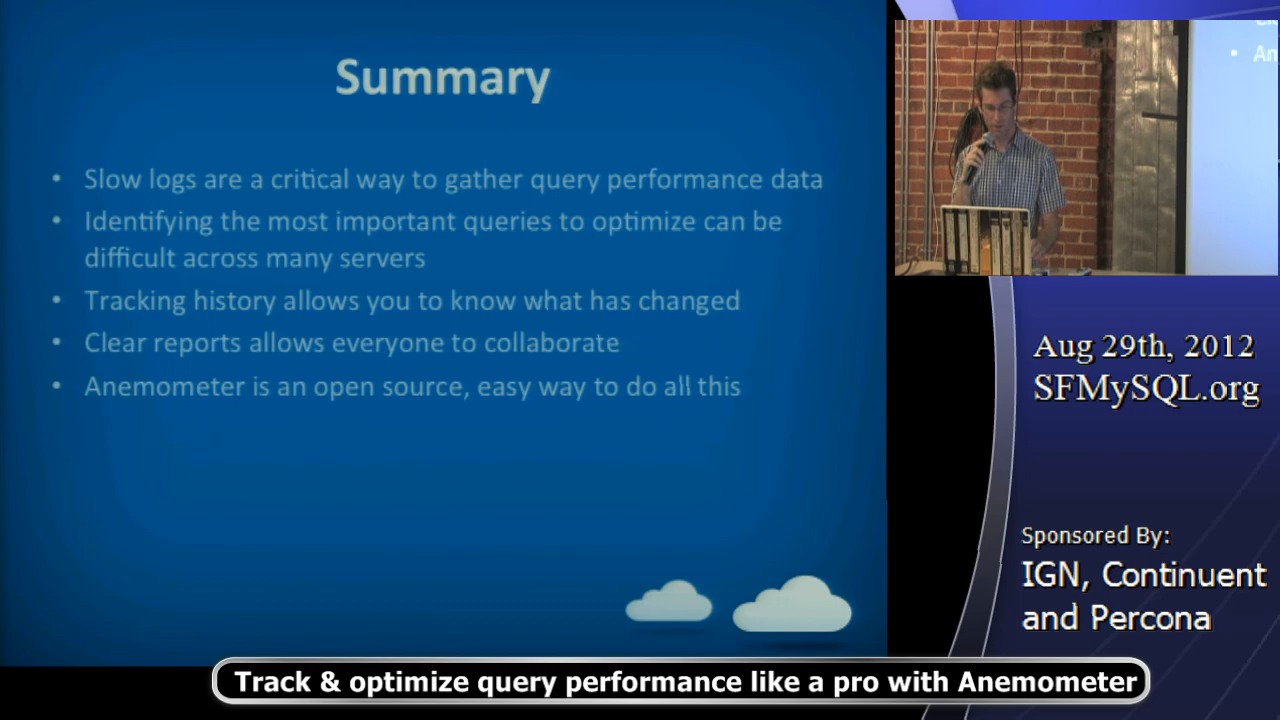 Summary
• Slow logs are a critical way to gather query performance data
• Identifying the most important queries to optimize can be
difficult across many servers
• Tracking history allows you to know what has changed
• Clear reports allows everyone to collaborate
• Anemometer is an open source, easy way to do all this
• An
Aug 29th, 2012
SFMySQL.org
Sponsored By:
IGN, Continuent
and Percona
Track & optimize query performance like a pro with Anemometer